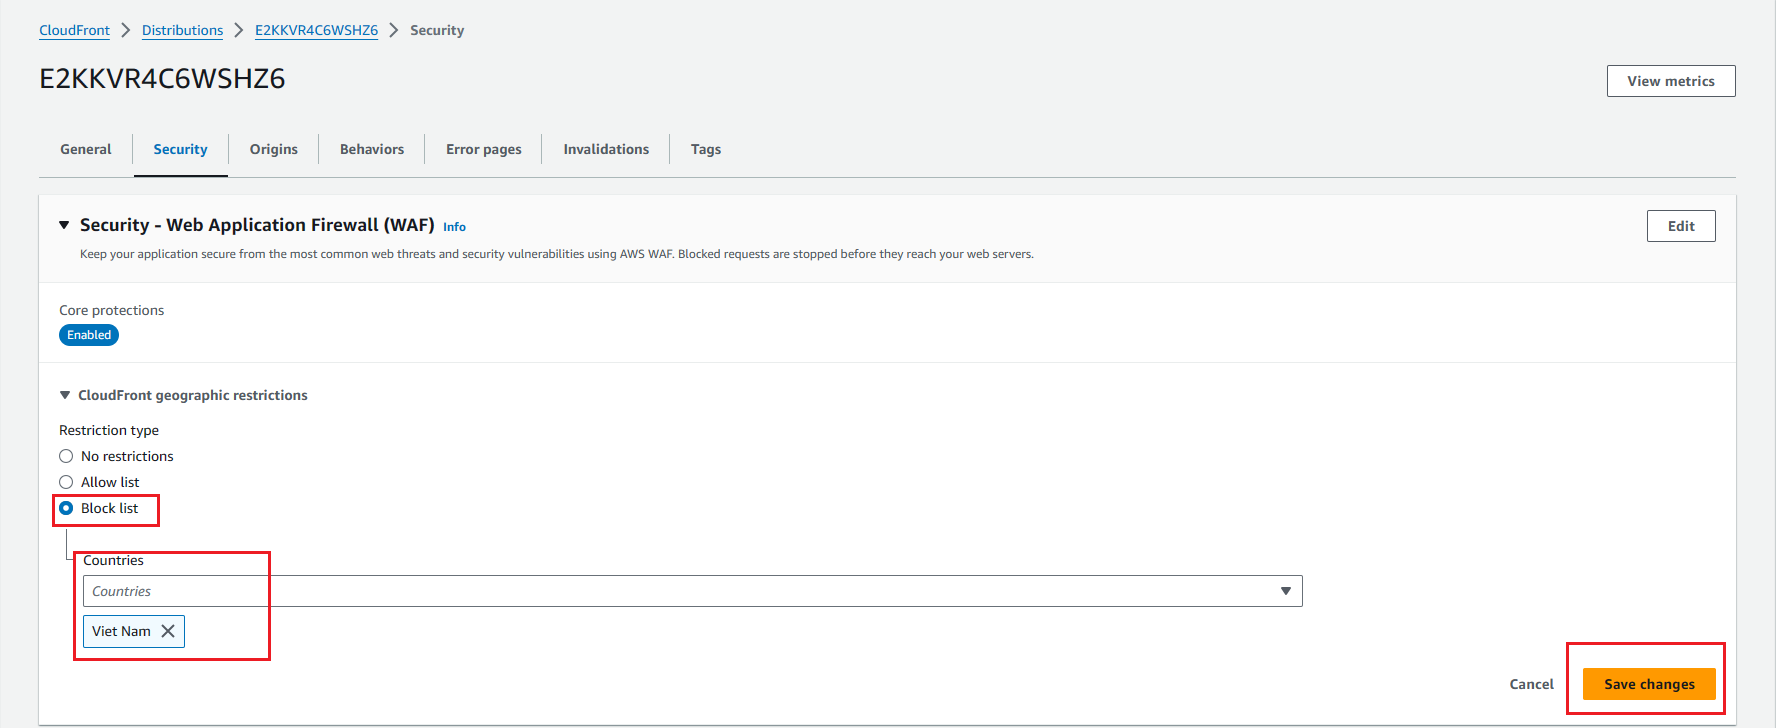 CloudFront > Distributions > E2KKVR4C6WSHZ6 > Security
E2KKVR4C6WSHZ6
View metrics
General Security Origins Behaviors Error pages Invalidations Tags
Security - Web Application Firewall (WAF) Info
Edit
Keep your application secure from the most common web threats and security vulnerabilities using AWS WAF. Blocked requests are stopped before they reach your web servers.
Core protections
Enabled
CloudFront geographic restrictions
Restriction type
No restrictions
Allow list
Block list
Countries
Countries
Viet Nam
Cancel Save changes